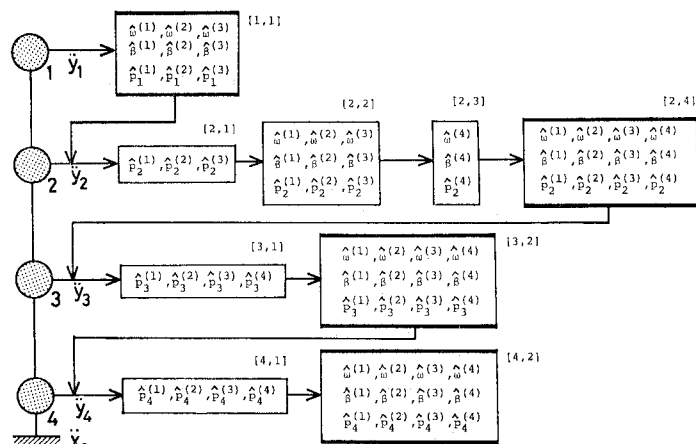 [1,1]
ω̂⁽¹⁾, ω̂⁽²⁾, ω̂⁽³⁾
β̂⁽¹⁾, β̂⁽²⁾, β̂⁽³⁾
p̂₁⁽¹⁾, p̂₁⁽²⁾, p̂₁⁽³⁾
1
ÿ₁
[2,1]
p̂₂⁽¹⁾, p̂₂⁽²⁾, p̂₂⁽³⁾
2
ÿ₂
[2,2]
ω̂⁽¹⁾, ω̂⁽²⁾, ω̂⁽³⁾
β̂⁽¹⁾, β̂⁽²⁾, β̂⁽³⁾
p̂₂⁽¹⁾, p̂₂⁽²⁾, p̂₂⁽³⁾
[2,3]
ω̂⁽⁴⁾
β̂⁽⁴⁾
p̂₂⁽⁴⁾
[2,4]
ω̂⁽¹⁾, ω̂⁽²⁾, ω̂⁽³⁾, ω̂⁽⁴⁾
β̂⁽¹⁾, β̂⁽²⁾, β̂⁽³⁾, β̂⁽⁴⁾
p̂₂⁽¹⁾, p̂₂⁽²⁾, p̂₂⁽³⁾, p̂₂⁽⁴⁾
[3,1]
p̂₃⁽¹⁾, p̂₃⁽²⁾, p̂₃⁽³⁾, p̂₃⁽⁴⁾
3
ÿ₃
[3,2]
ω̂⁽¹⁾, ω̂⁽²⁾, ω̂⁽³⁾, ω̂⁽⁴⁾
β̂⁽¹⁾, β̂⁽²⁾, β̂⁽³⁾, β̂⁽⁴⁾
p̂₃⁽¹⁾, p̂₃⁽²⁾, p̂₃⁽³⁾, p̂₃⁽⁴⁾
[4,1]
p̂₄⁽¹⁾, p̂₄⁽²⁾, p̂₄⁽³⁾, p̂₄⁽⁴⁾
4
ÿ₄
[4,2]
ω̂⁽¹⁾, ω̂⁽²⁾, ω̂⁽³⁾, ω̂⁽⁴⁾
β̂⁽¹⁾, β̂⁽²⁾, β̂⁽³⁾, β̂⁽⁴⁾
p̂₄⁽¹⁾, p̂₄⁽²⁾, p̂₄⁽³⁾, p̂₄⁽⁴⁾